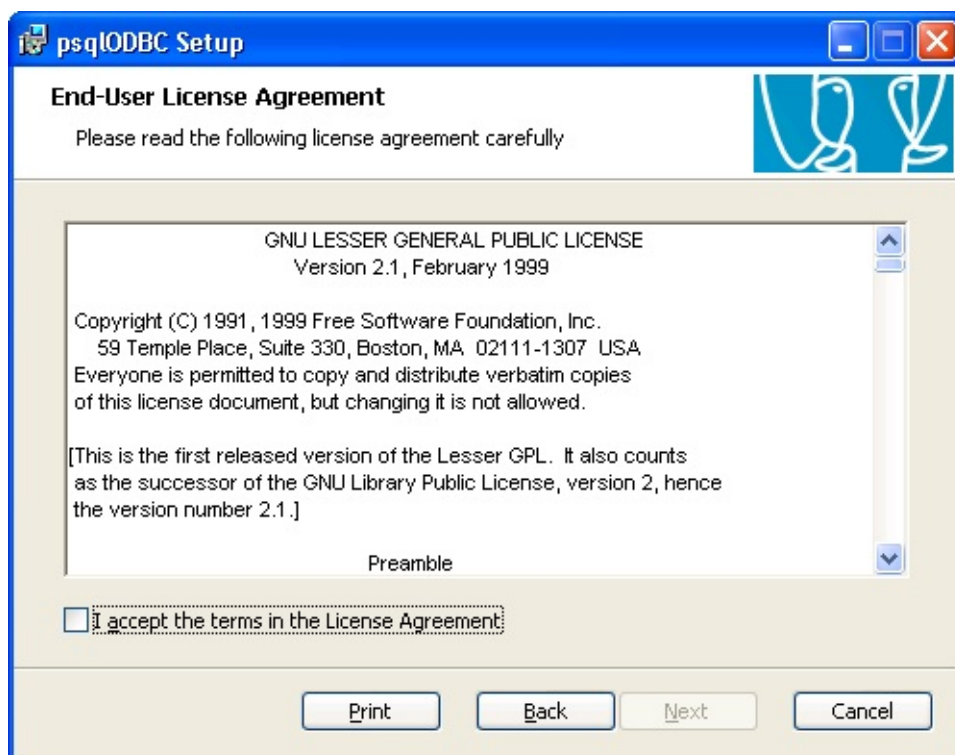 psqlODBC Setup
End-User License Agreement
Please read the following license agreement carefully
GNU LESSER GENERAL PUBLIC LICENSE
Version 2.1, February 1999
Copyright (C) 1991, 1999 Free Software Foundation, Inc.
59 Temple Place, Suite 330, Boston, MA  02111-1307  USA
Everyone is permitted to copy and distribute verbatim copies
of this license document, but changing it is not allowed.
[This is the first released version of the Lesser GPL.  It also counts
as the successor of the GNU Library Public License, version 2, hence
the version number 2.1.]
Preamble
I accept the terms in the License Agreement
Print Back Next Cancel